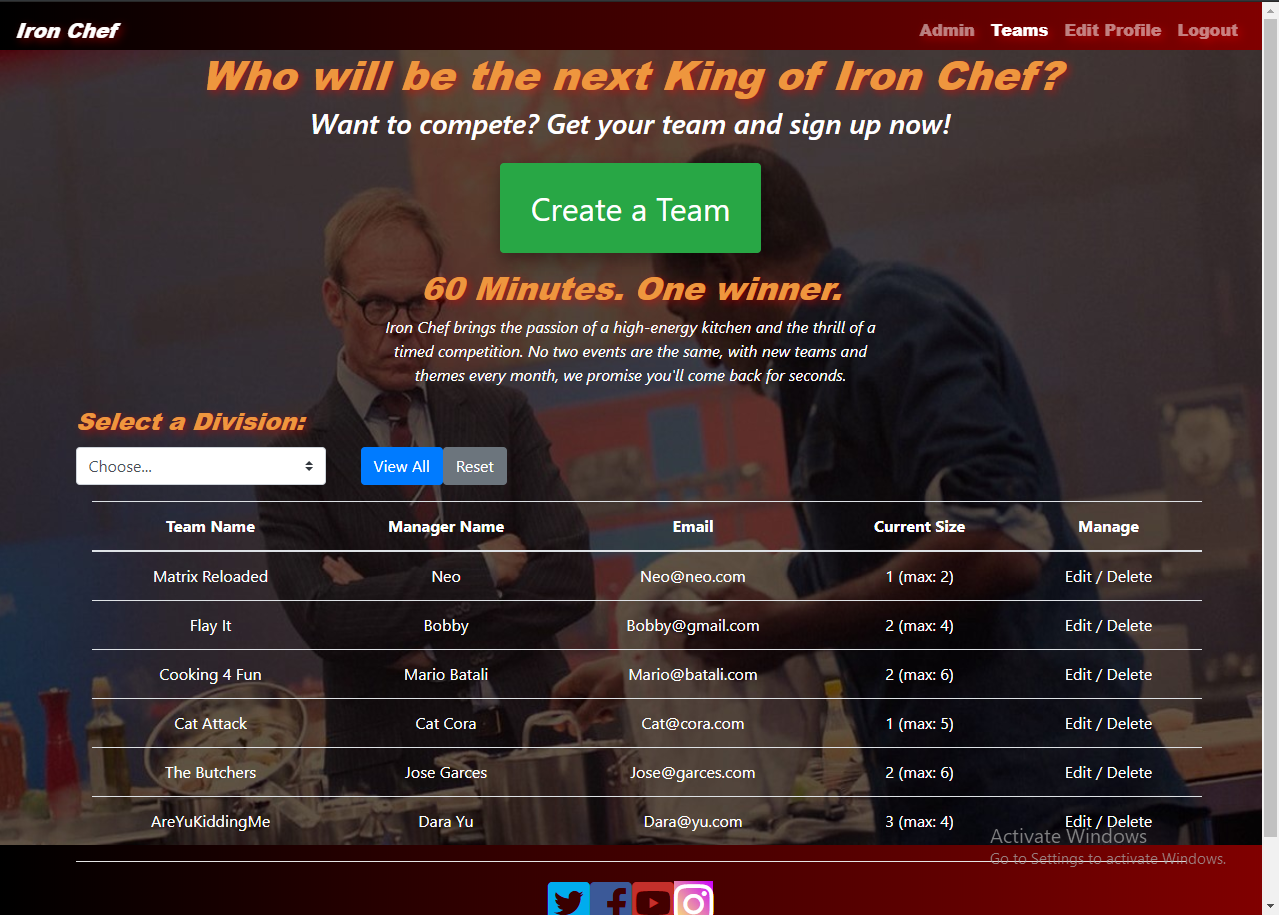 Iron Chef
Admin Teams Edit Profile Logout
Who will be the next King of Iron Chef?
Want to compete? Get your team and sign up now!
Create a Team
60 Minutes. One winner.
Iron Chef brings the passion of a high-energy kitchen and the thrill of a
timed competition. No two events are the same, with new teams and
themes every month, we promise you'll come back for seconds.
Select a Division:
Choose... View All Reset
Team Name Manager Name Email Current Size Manage
Matrix Reloaded Neo Neo@neo.com 1 (max: 2) Edit / Delete
Flay It Bobby Bobby@gmail.com 2 (max: 4) Edit / Delete
Cooking 4 Fun Mario Batali Mario@batali.com 2 (max: 6) Edit / Delete
Cat Attack Cat Cora Cat@cora.com 1 (max: 5) Edit / Delete
The Butchers Jose Garces Jose@garces.com 2 (max: 6) Edit / Delete
AreYuKiddingMe Dara Yu Dara@yu.com 3 (max: 4) Edit / Delete
Activate Windows
Go to Settings to activate Windows.